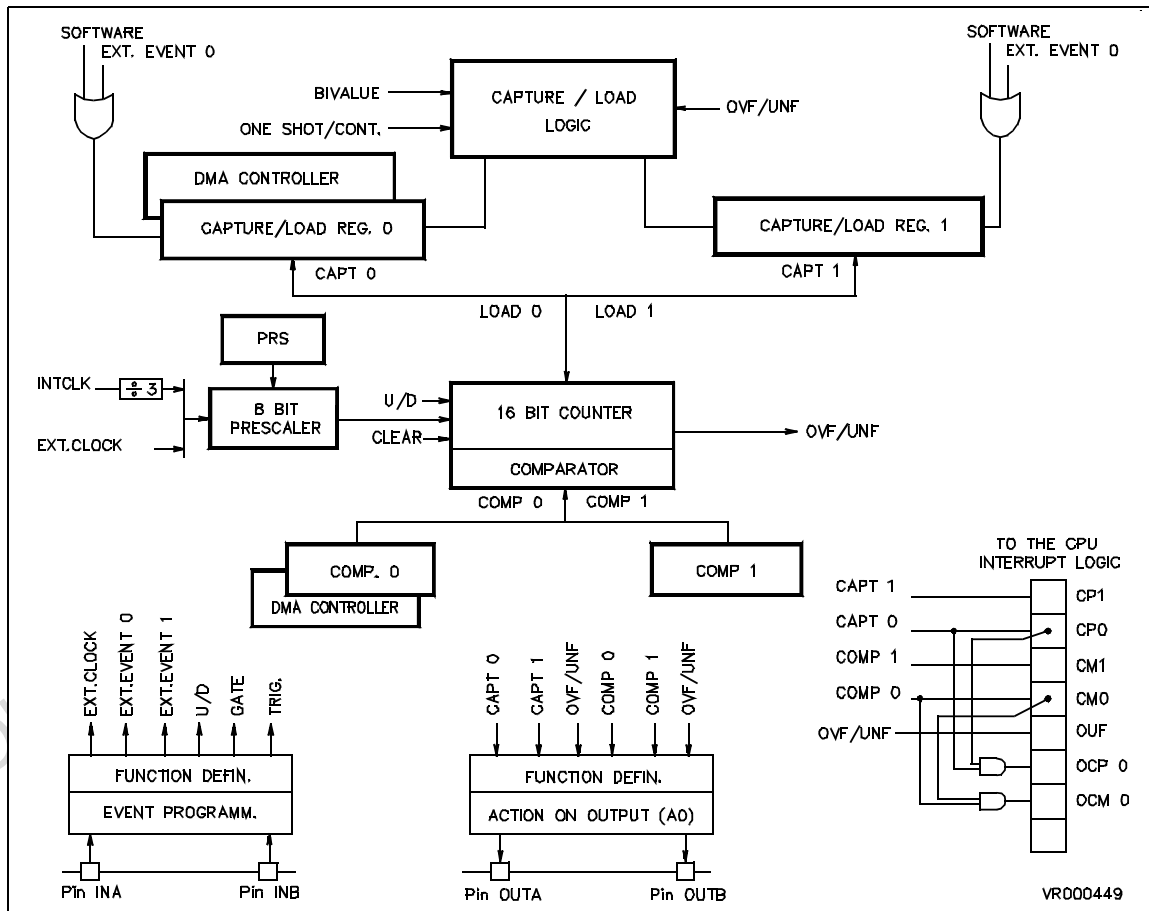 SOFTWARE
EXT. EVENT 0
SOFTWARE
EXT. EVENT 0
BIVALUE
ONE SHOT/CONT.
CAPTURE / LOAD
LOGIC
OVF/UNF
DMA CONTROLLER
CAPTURE/LOAD REG. 0
CAPTURE/LOAD REG. 1
CAPT 0
CAPT 1
LOAD 0
LOAD 1
PRS
INTCLK
÷ 3
8 BIT
PRESCALER
EXT.CLOCK
U/D
CLEAR
16 BIT COUNTER
COMPARATOR
OVF/UNF
COMP 0
COMP 1
COMP. 0
DMA CONTROLLER
COMP 1
TO THE CPU
INTERRUPT LOGIC
CAPT 1
CP1
CAPT 0
CP0
COMP 1
CM1
COMP 0
CM0
OVF/UNF
OUF
OCP 0
OCM 0
EXT.CLOCK
EXT.EVENT 0
EXT.EVENT 1
U/D
GATE
TRIG.
FUNCTION DEFIN.
EVENT PROGRAMM.
Pin INA
Pin INB
CAPT 0
CAPT 1
OVF/UNF
COMP 0
COMP 1
OVF/UNF
FUNCTION DEFIN.
ACTION ON OUTPUT (AO)
Pin OUTA
Pin OUTB
VR000449